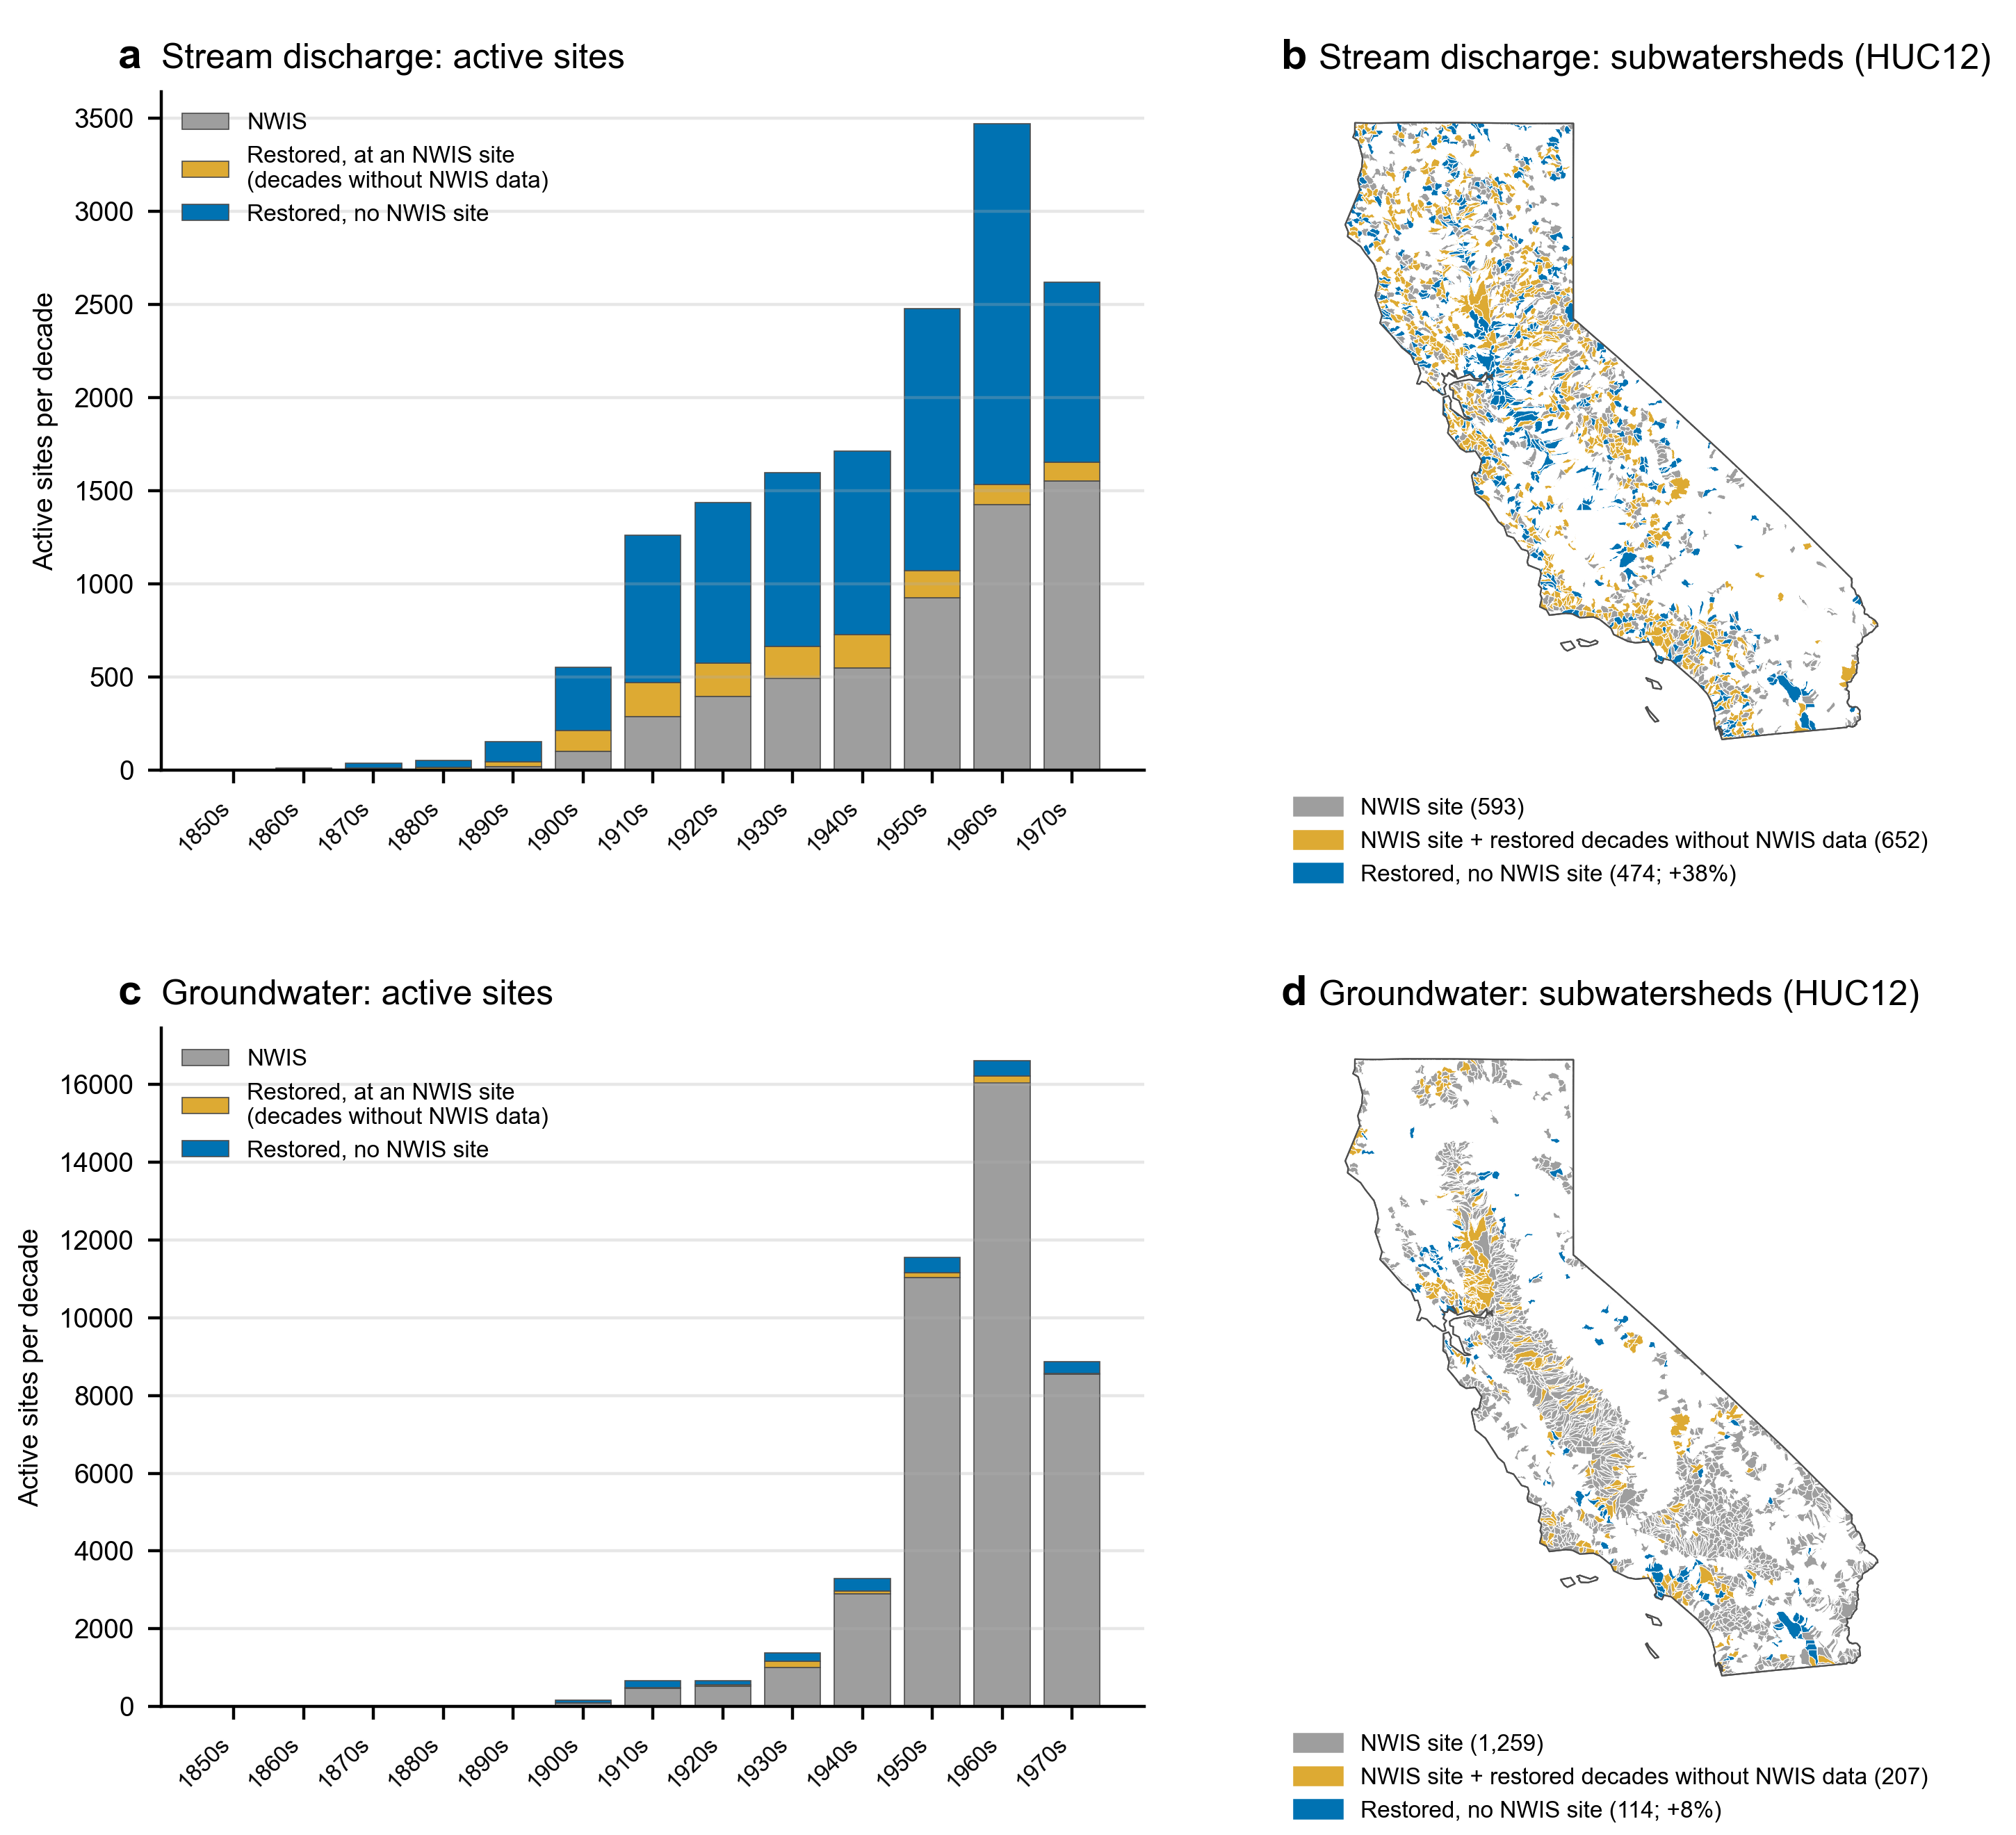 a Stream discharge: active sites
3500
3000
2500
2000
1500
1000
500
0
Active sites per decade
NWIS
Restored, at an NWIS site
(decades without NWIS data)
Restored, no NWIS site
1850s
1860s
1870s
1880s
1890s
1900s
1910s
1920s
1930s
1940s
1950s
1960s
1970s
b Stream discharge: subwatersheds (HUC12)
NWIS site (593)
NWIS site + restored decades without NWIS data (652)
Restored, no NWIS site (474; +38%)
c Groundwater: active sites
16000
14000
12000
10000
8000
6000
4000
2000
0
Active sites per decade
NWIS
Restored, at an NWIS site
(decades without NWIS data)
Restored, no NWIS site
1850s
1860s
1870s
1880s
1890s
1900s
1910s
1920s
1930s
1940s
1950s
1960s
1970s
d Groundwater: subwatersheds (HUC12)
NWIS site (1,259)
NWIS site + restored decades without NWIS data (207)
Restored, no NWIS site (114; +8%)